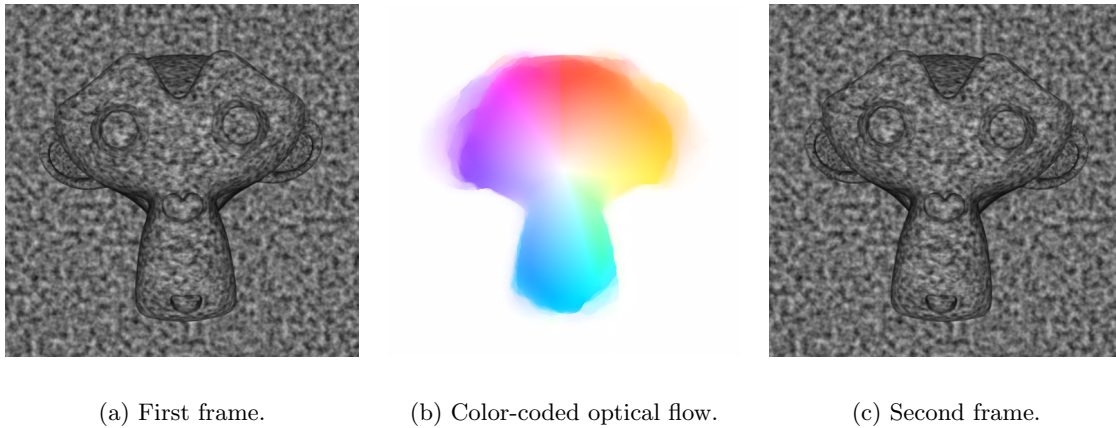 (a) First frame.
(b) Color-coded optical flow.
(c) Second frame.